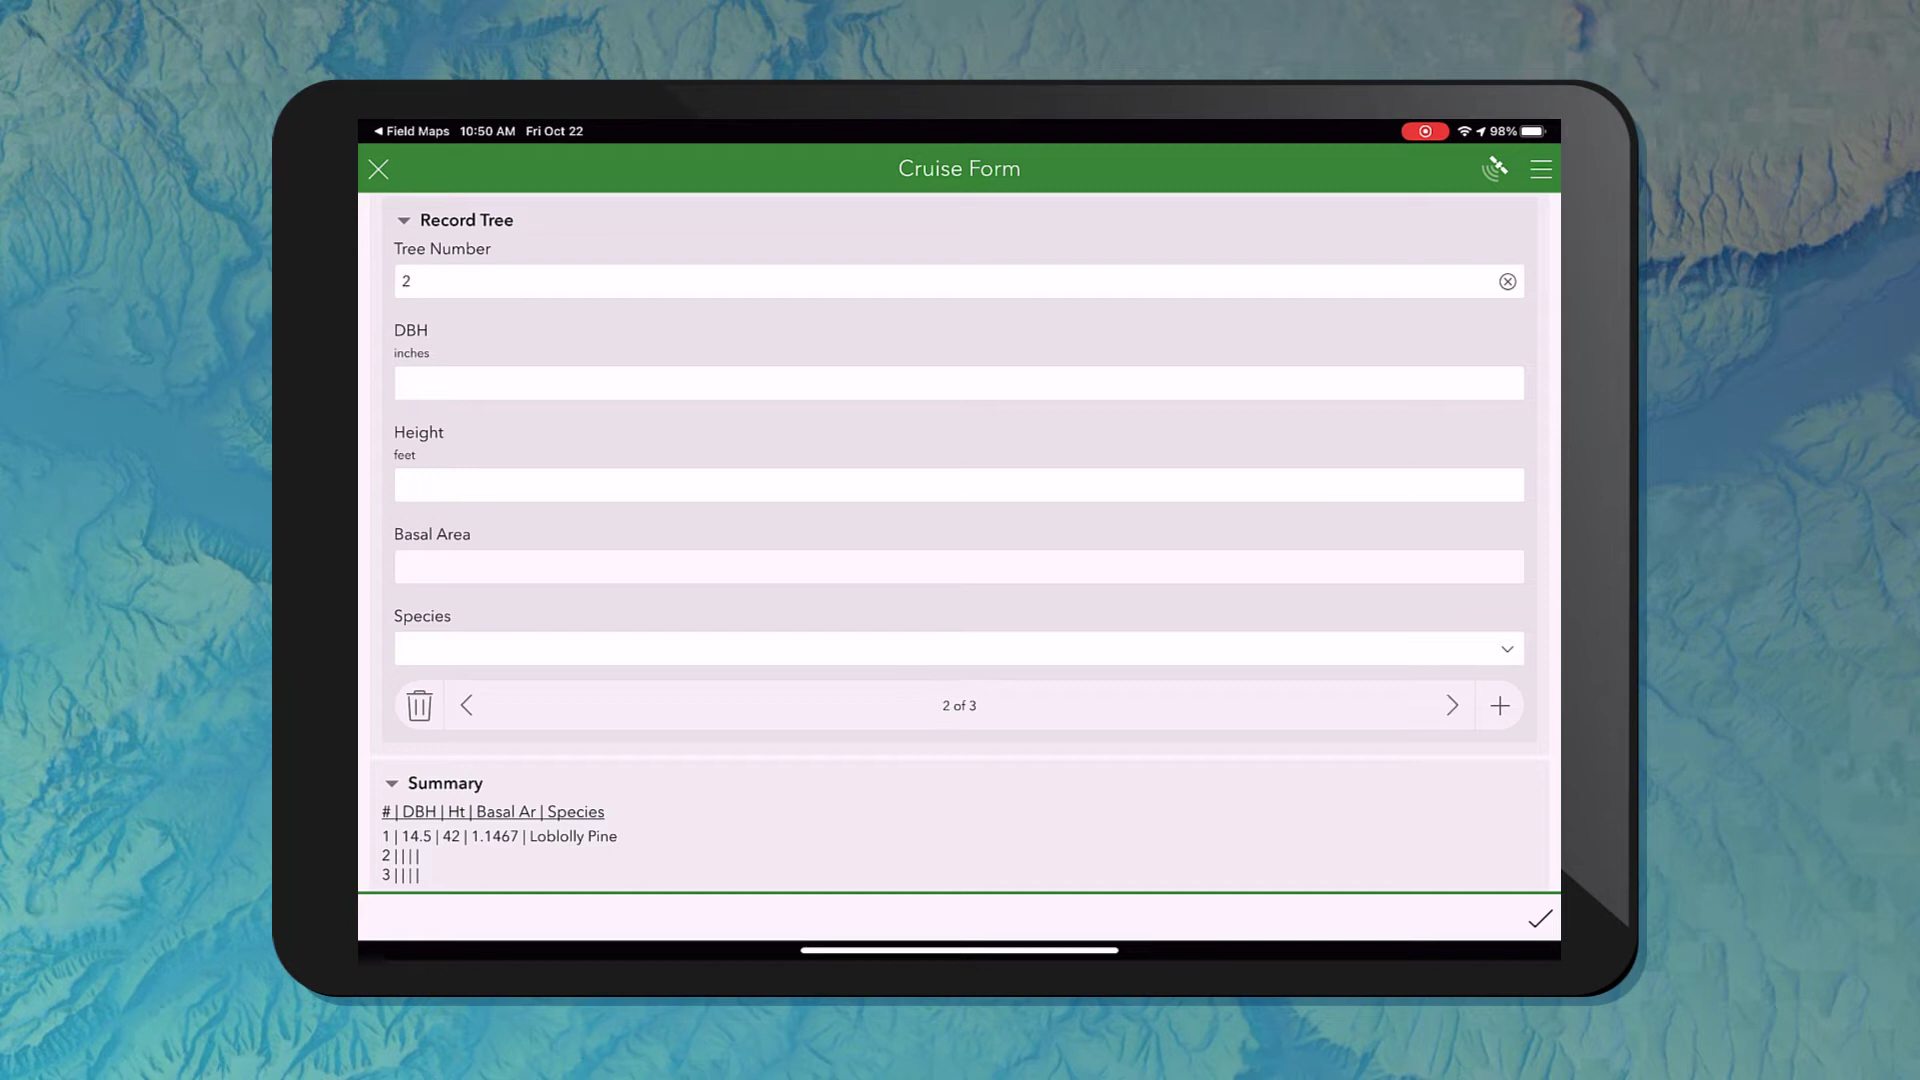 Field Maps 10:50 AM Fri Oct 22
98%
Cruise Form
Record Tree
Tree Number
2
DBH
inches
Height
feet
Basal Area
Species
2 of 3
Summary
# | DBH | Ht | Basal Ar | Species
1 | 14.5 | 42 | 1.1467 | Loblolly Pine
2 | | | |
3 | | | |